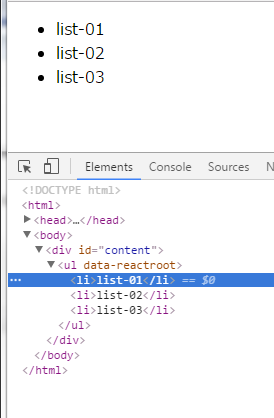 list-01
list-02
list-03
Elements Console Sources N
<!DOCTYPE html>
<html>
▶<head>…</head>
▼<body>
▼<div id="content">
▼<ul data-reactroot>
… <li>list-01</li> == $0
<li>list-02</li>
<li>list-03</li>
</ul>
</div>
</body>
</html>